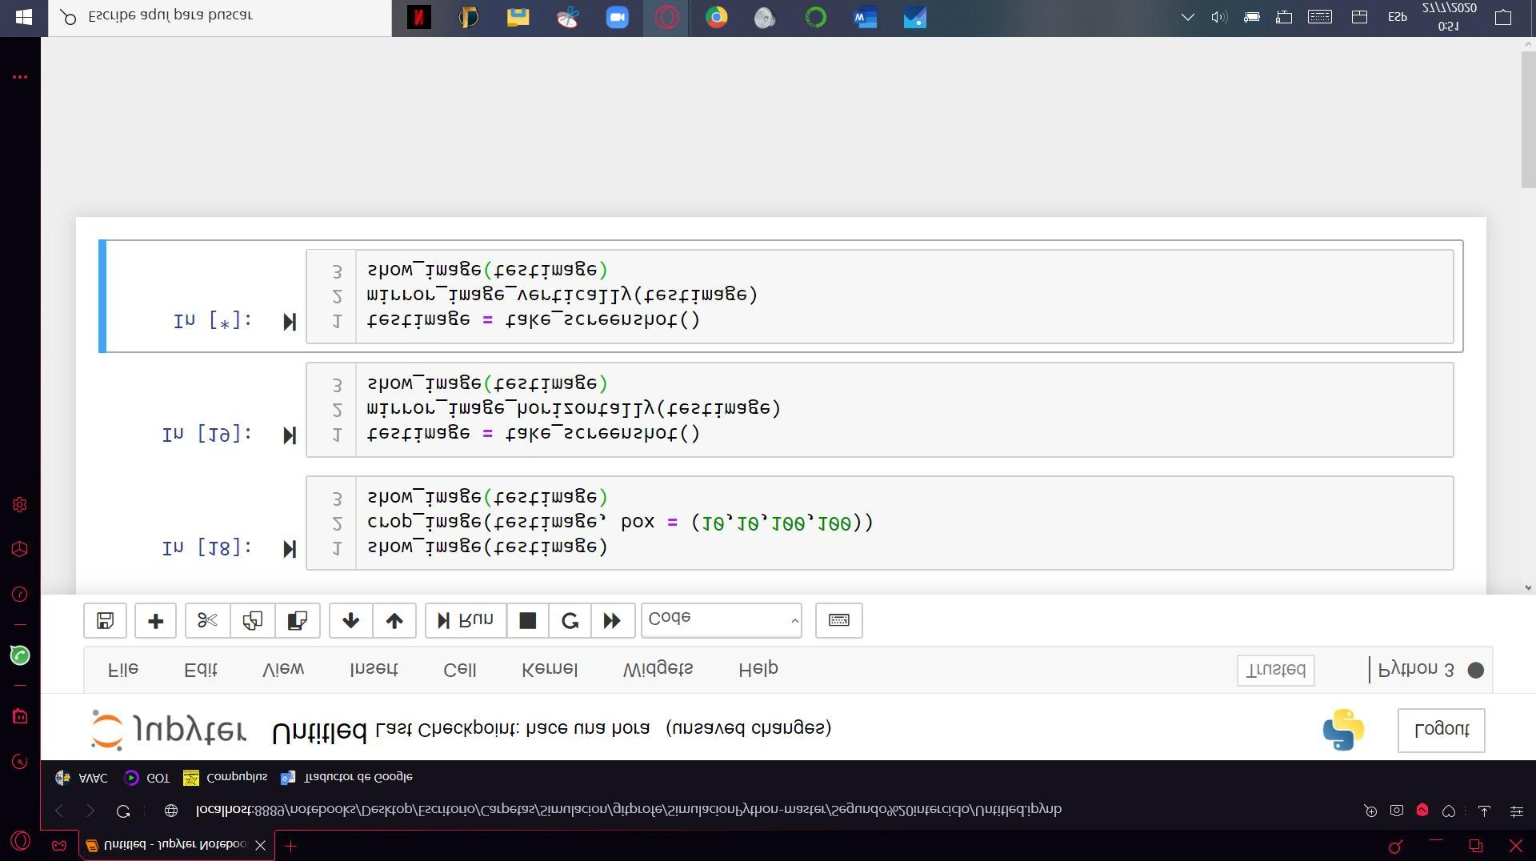 Untitled - Jupyter Noteboo
localhost:8889/notebooks/Desktop/Escritorio/Carpetas/Simulacion/gitprofe/SimulacionPython-master/Segundo%20Interciclo/Untitled.ipynb
AVAC GOT Compuplus Traductor de Google
jupyter Untitled Last Checkpoint: hace una hora (unsaved changes) Logout
File Edit View Insert Cell Kernel Widgets Help Trusted Python 3
Run Code
In [18]: 1 show_image(testimage)
2 crop_image(testimage, box = (10,10,100,100))
3 show_image(testimage)
In [19]: 1 testimage = take_screenshot()
2 mirror_image_horizontally(testimage)
3 show_image(testimage)
In [*]: 1 testimage = take_screenshot()
2 mirror_image_vertically(testimage)
3 show_image(testimage)
Escribe aquí para buscar
ESP
0:51
27/7/2020